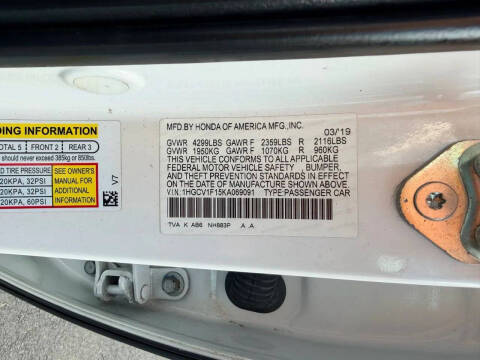 DING INFORMATION
TOTAL 5 FRONT 2 REAR 3
should never exceed 385kg or 850lbs.
TIRE PRESSURE
20KPA, 32PSI
20KPA, 32PSI
20KPA, 60PSI
SEE OWNER'S
MANUAL FOR
ADDITIONAL
INFORMATION
V7
MFD.BY HONDA OF AMERICA MFG.,INC. 03/19
GVWR 4299LBS GAWR F 2359LBS R 2116LBS
GVWR 1950KG GAWR F 1070KG R 960KG
THIS VEHICLE CONFORMS TO ALL APPLICABLE
FEDERAL MOTOR VEHICLE SAFETY, BUMPER,
AND THEFT PREVENTION STANDARDS IN EFFECT
ON THE DATE OF MANUFACTURE SHOWN ABOVE.
V.I.N:1HGCV1F15KA069091 TYPE:PASSENGER CAR
TVA K AB6 NH883P A A